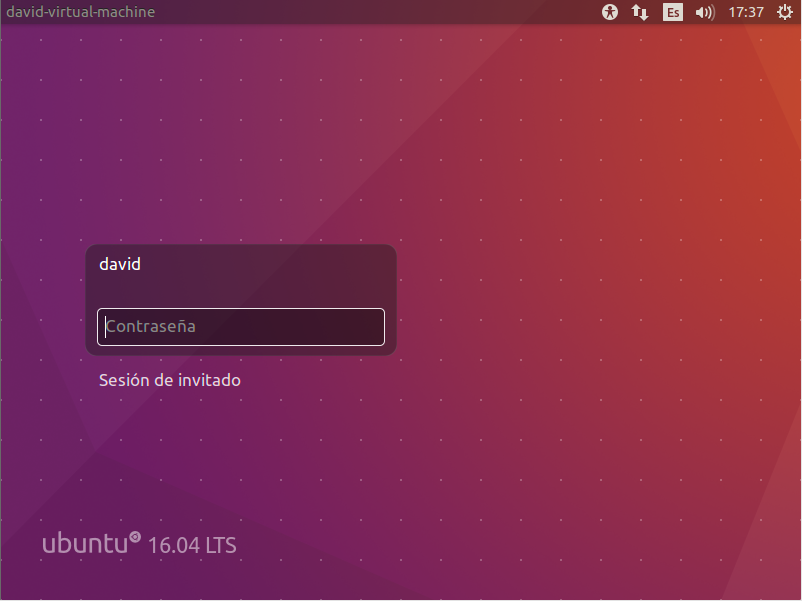 david-virtual-machine Es 17:37
david
Contraseña
Sesión de invitado
ubuntu 16.04 LTS